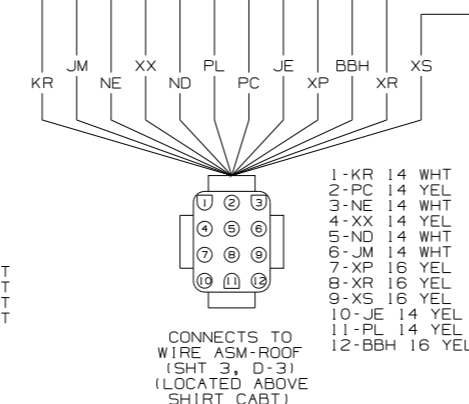 KR JM NE XX ND PL PC JE XP BBH XR XS
1 2 3
4 5 6
7 8 9
10 11 12
1-KR 14 WHT
2-PC 14 YEL
3-NE 14 WHT
4-XX 14 YEL
5-ND 14 WHT
6-JM 14 WHT
7-XP 16 YEL
8-XR 16 YEL
9-XS 16 YEL
10-JE 14 YEL
11-PL 14 YEL
12-BBH 16 YEL
T
T
T
T
CONNECTS TO
WIRE ASM-ROOF
(SHT 3, D-3)
(LOCATED ABOVE
SHIRT CABT)